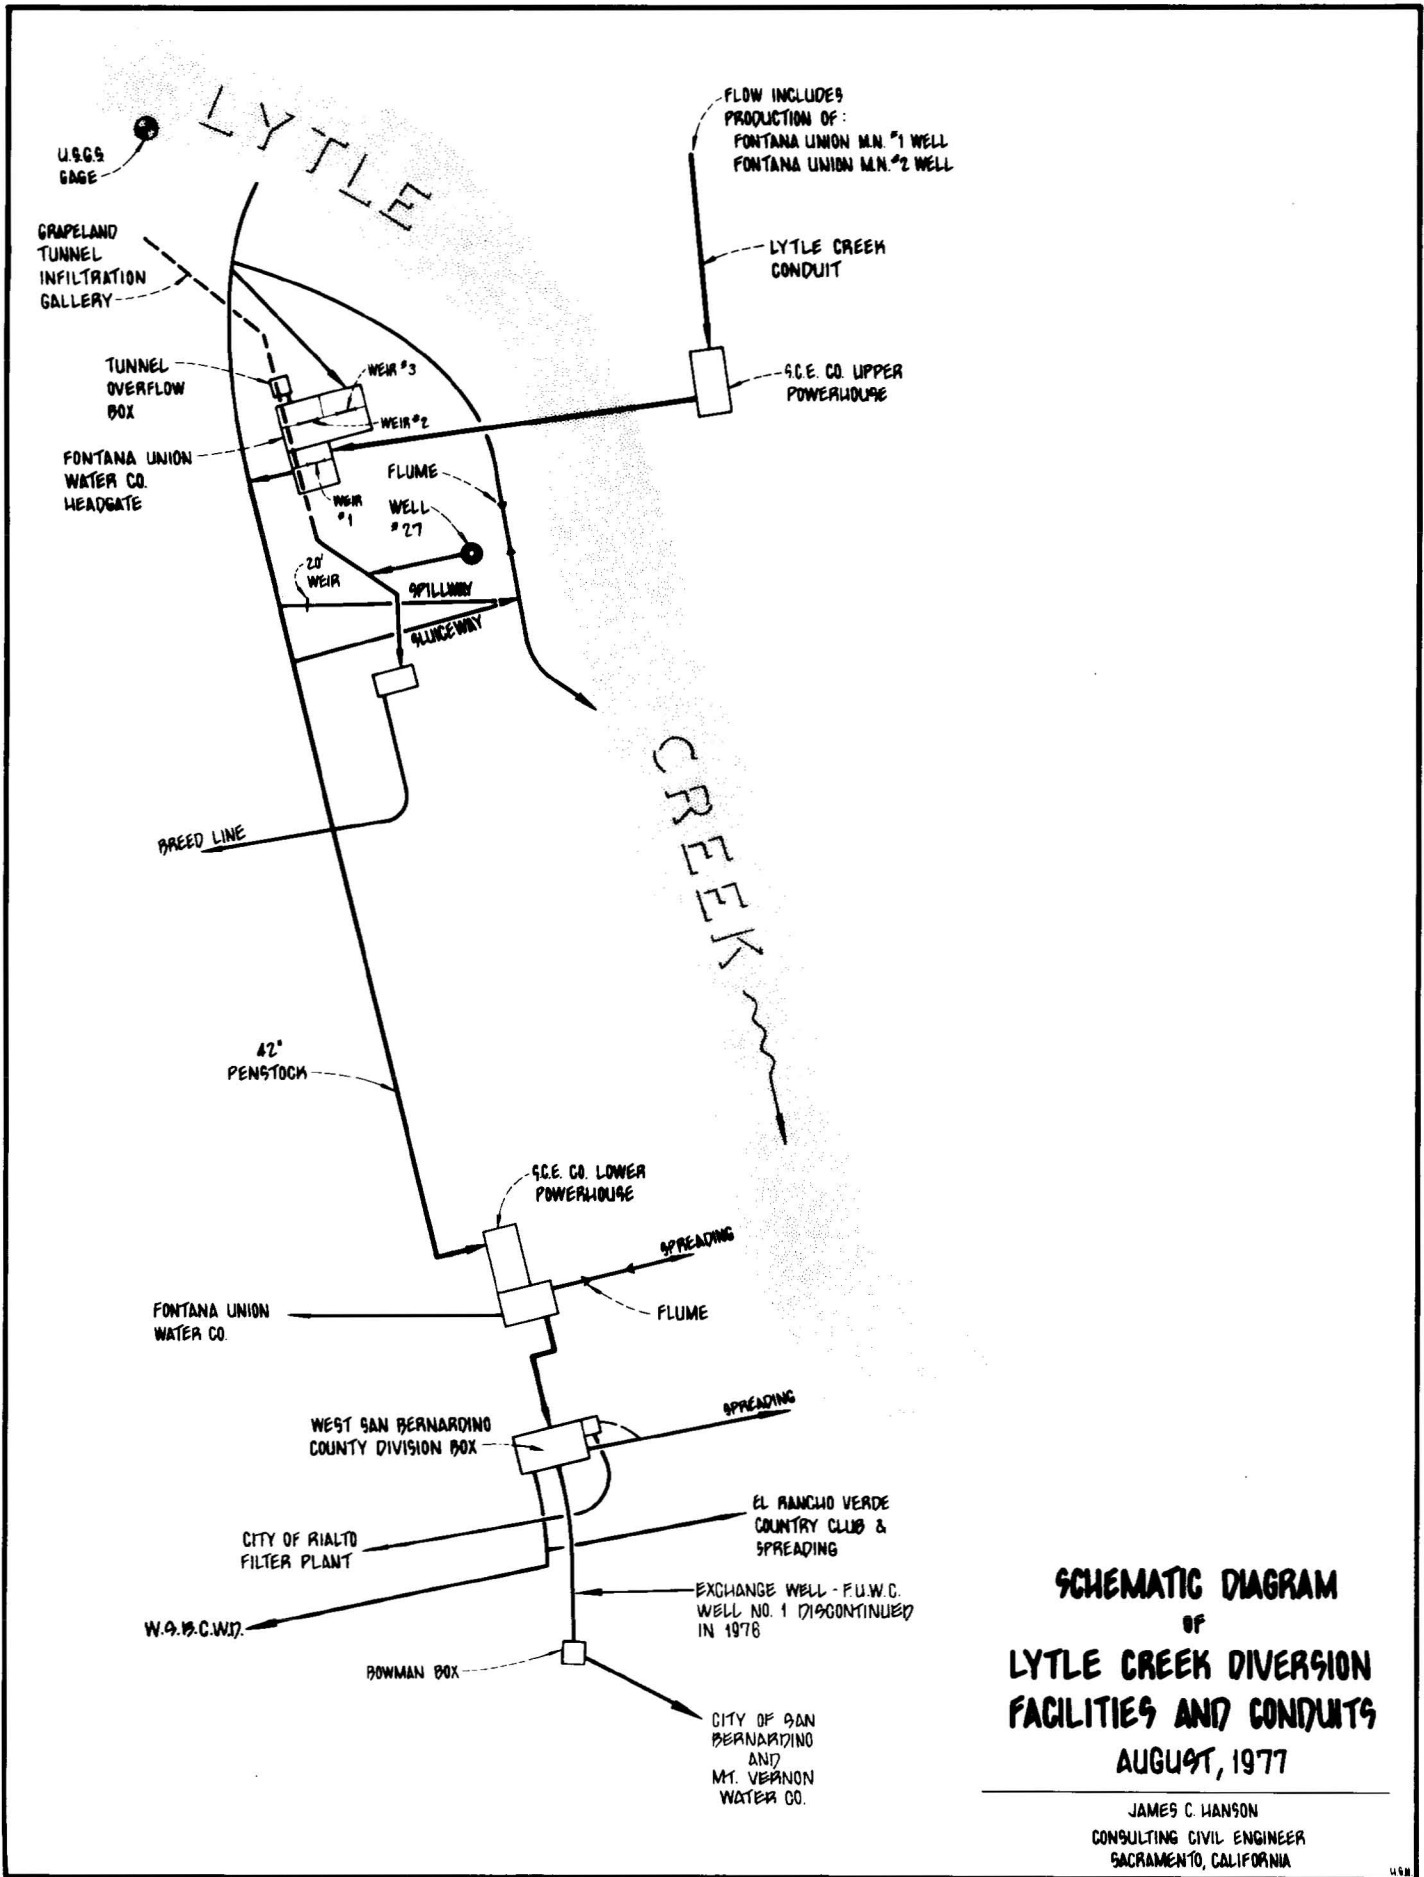 LYTLE
U.S.G.S
GAGE
FLOW INCLUDES
PRODUCTION OF :
FONTANA UNION M.N. #1 WELL
FONTANA UNION M.N. #2 WELL
GRAPELAND
TUNNEL
INFILTRATION
GALLERY
LYTLE CREEK
CONDUIT
TUNNEL
OVERFLOW
BOX
WEIR #3
WEIR #2
S.C.E. CO. UPPER
POWERHOUSE
FONTANA UNION
WATER CO.
HEADGATE
WEIR
#1
FLUME
WELL
#27
20'
WEIR
SPILLWAY
SLUICEWAY
CREEK
BREED LINE
42"
PENSTOCK
S.C.E. CO. LOWER
POWERHOUSE
SPREADING
FLUME
FONTANA UNION
WATER CO.
WEST SAN BERNARDINO
COUNTY DIVISION BOX
SPREADING
CITY OF RIALTO
FILTER PLANT
EL RANCHO VERDE
COUNTRY CLUB &
SPREADING
W.S.B.C.W.D.
EXCHANGE WELL - F.U.W.C.
WELL NO. 1 DISCONTINUED
IN 1976
BOWMAN BOX
CITY OF SAN
BERNARDINO
AND
MT. VERNON
WATER CO.
SCHEMATIC DIAGRAM
OF
LYTLE CREEK DIVERSION
FACILITIES AND CONDUITS
AUGUST, 1977
JAMES C. HANSON
CONSULTING CIVIL ENGINEER
SACRAMENTO, CALIFORNIA